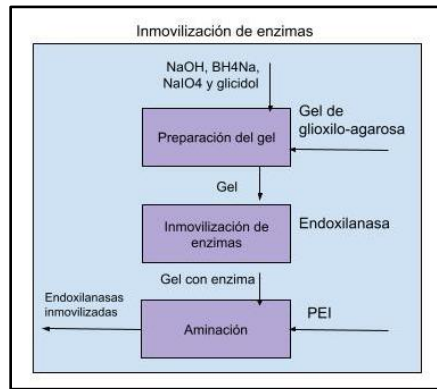 Inmovilización de enzimas
NaOH, BH4Na,
NaIO4 y glicidol
Gel de
glioxilo-agarosa
Preparación del gel
Gel
Inmovilización de
enzimas
Endoxilanasa
Gel con enzima
Endoxilanasas
inmovilizadas
Aminación
PEI